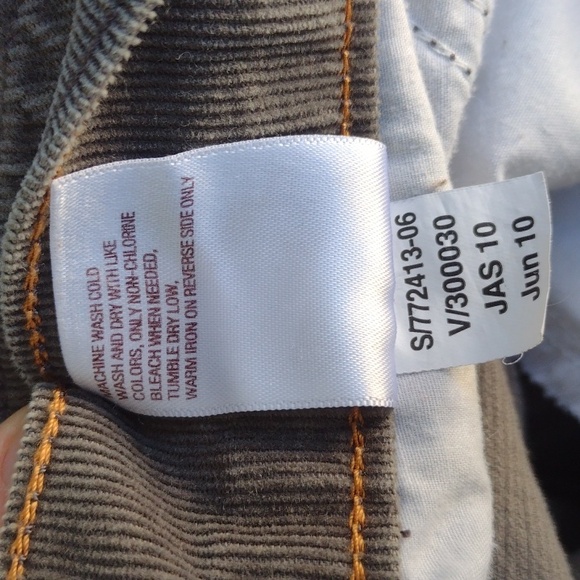 MACHINE WASH COLD
WASH AND DRY WITH LIKE
COLORS, ONLY NON-CHLORINE
BLEACH WHEN NEEDED,
TUMBLE DRY LOW,
WARM IRON ON REVERSE SIDE ONLY
S/772413-06
V/300030
JAS 10
Jun 10